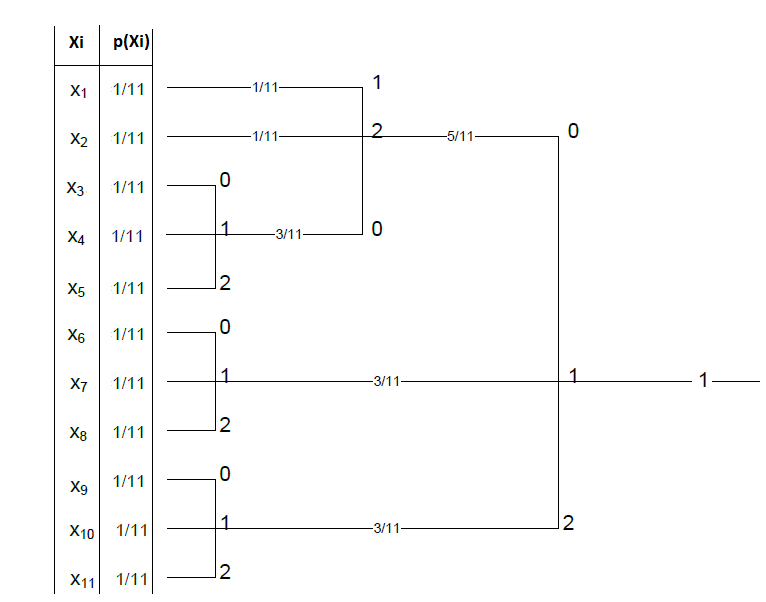 Xi p(Xi)
X1 1/11 1/11 1
X2 1/11 1/11 2 5/11 0
X3 1/11 0
X4 1/11 1 3/11 0
X5 1/11 2
X6 1/11 0
X7 1/11 1 3/11 1 1
X8 1/11 2
X9 1/11 0
X10 1/11 1 3/11 2
X11 1/11 2